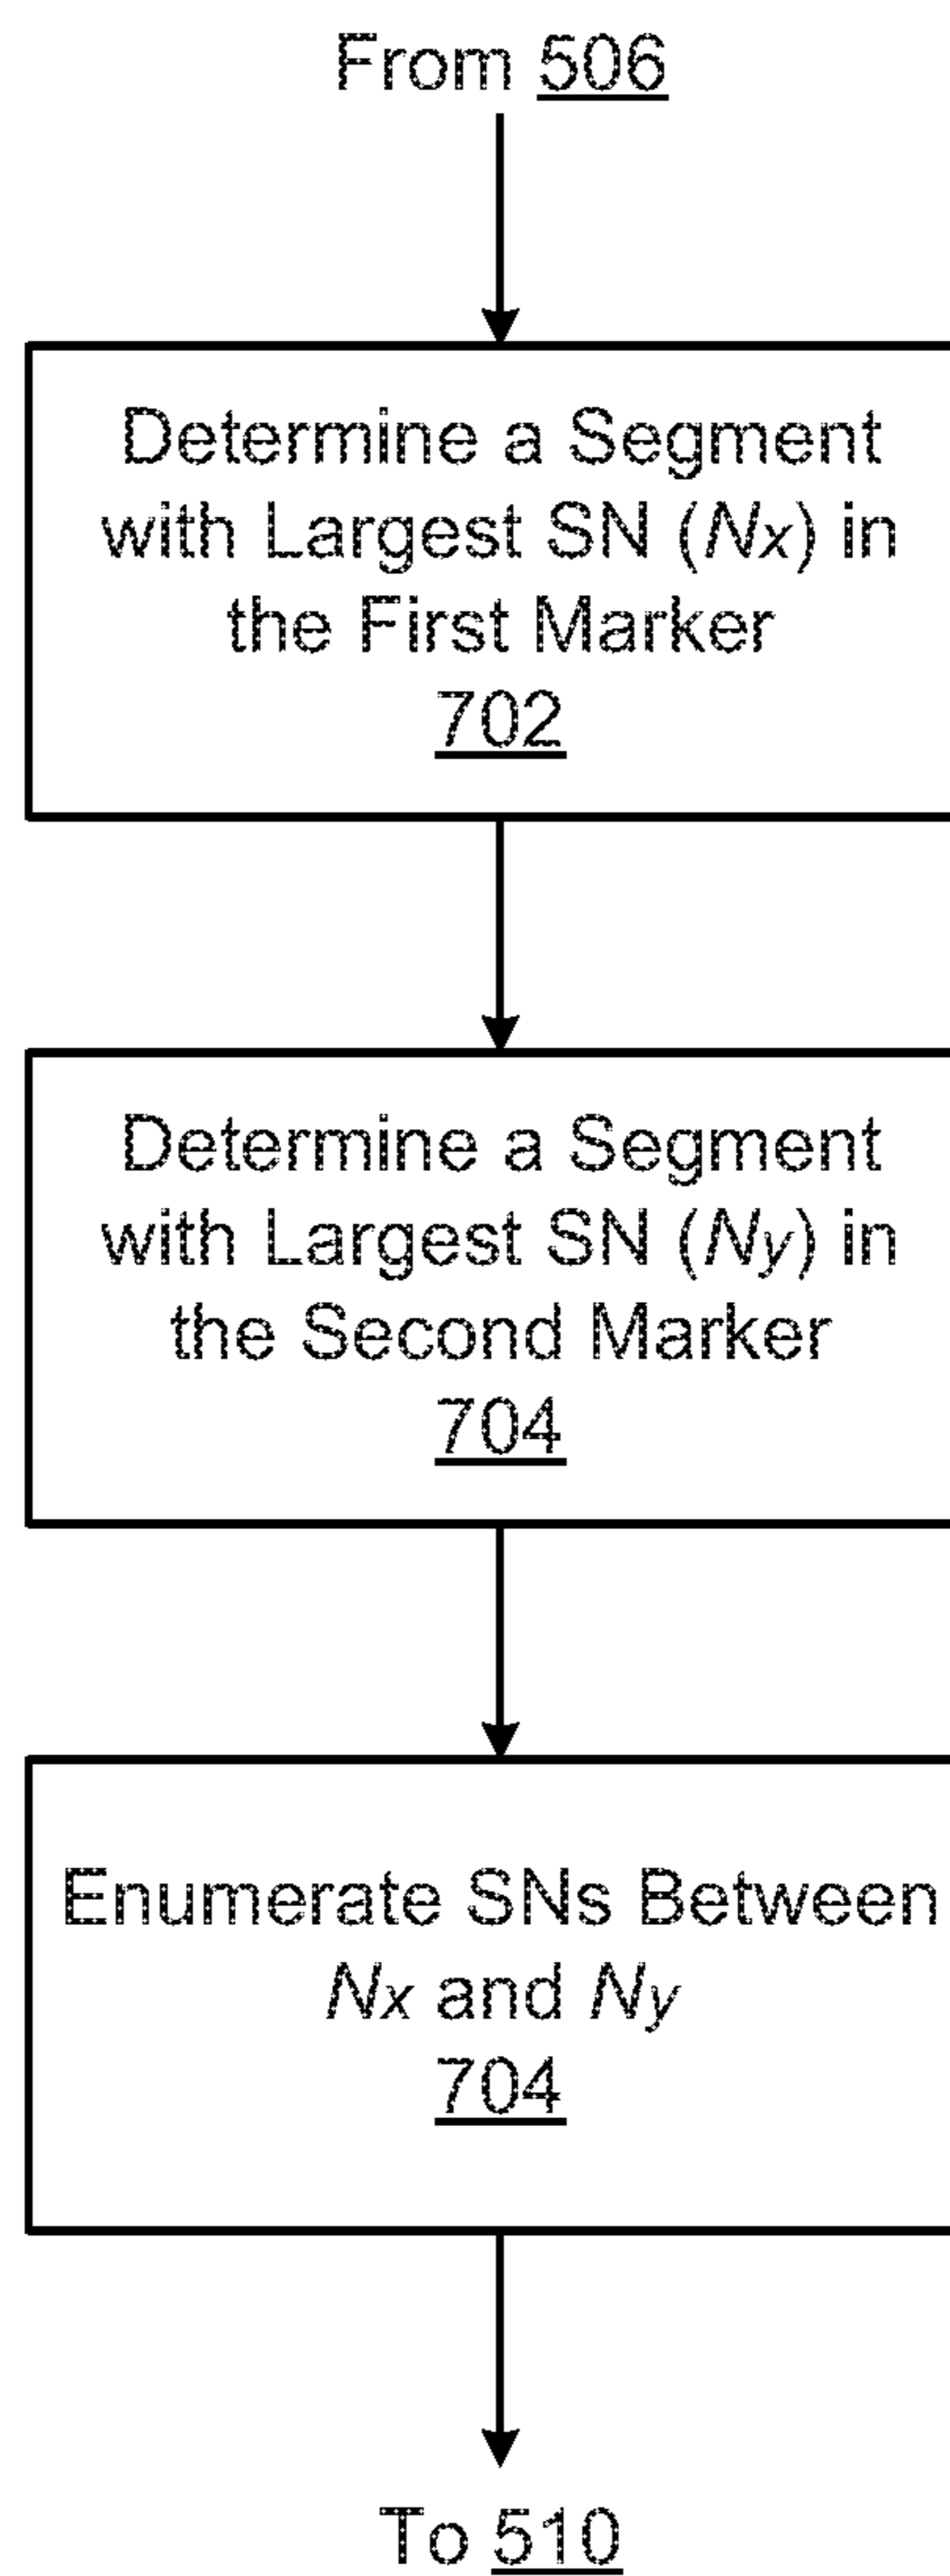 From 506
Determine a Segment
with Largest SN (Nx) in
the First Marker
702
Determine a Segment
with Largest SN (Ny) in
the Second Marker
704
Enumerate SNs Between
Nx and Ny
704
To 510